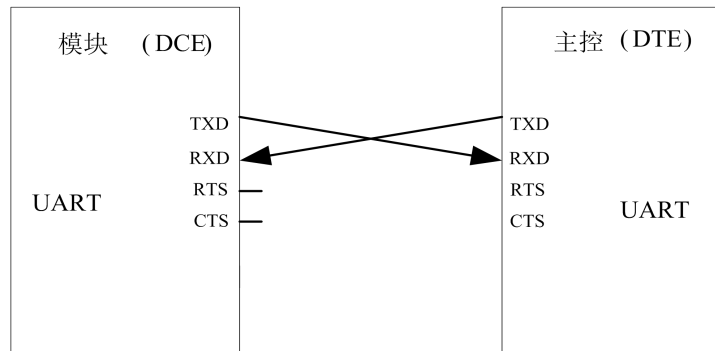 模块 (DCE)
TXD
RXD
RTS
CTS
UART
主控 (DTE)
TXD
RXD
RTS
CTS
UART